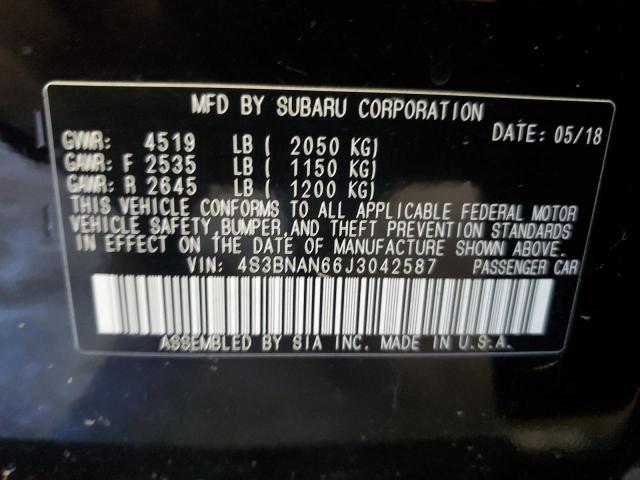 MFD BY SUBARU CORPORATION
DATE: 05/18
GVWR: 4519 LB ( 2050 KG)
GAWR: F 2535 LB ( 1150 KG)
GAWR: R 2645 LB ( 1200 KG)
THIS VEHICLE CONFORMS TO ALL APPLICABLE FEDERAL MOTOR
VEHICLE SAFETY, BUMPER, AND THEFT PREVENTION STANDARDS
IN EFFECT ON THE DATE OF MANUFACTURE SHOWN ABOVE.
VIN: 4S3BNAN66J3042587 PASSENGER CAR
ASSEMBLED BY SIA INC. MADE IN U.S.A.